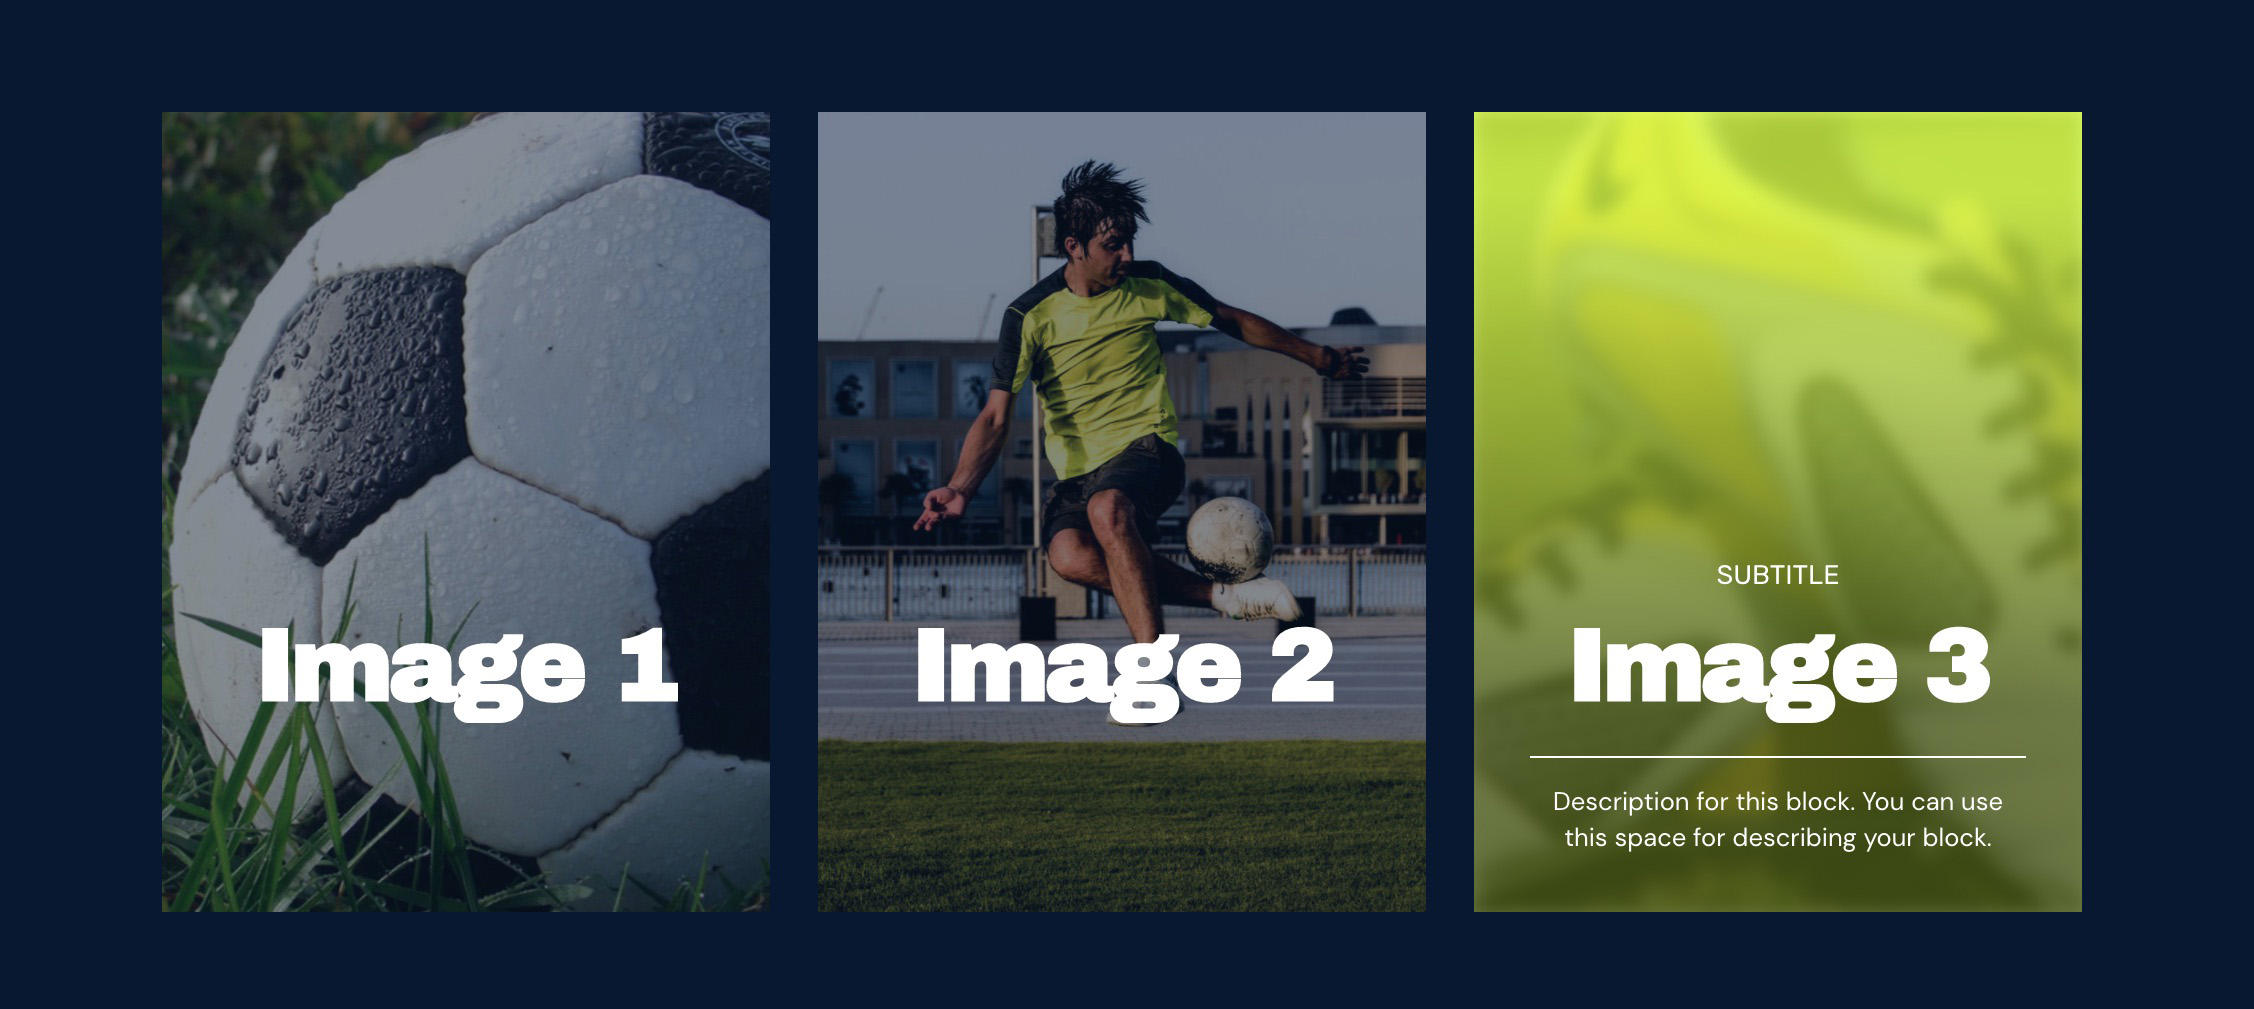 Image 1
Image 2
SUBTITLE
Image 3
Description for this block. You can use
this space for describing your block.